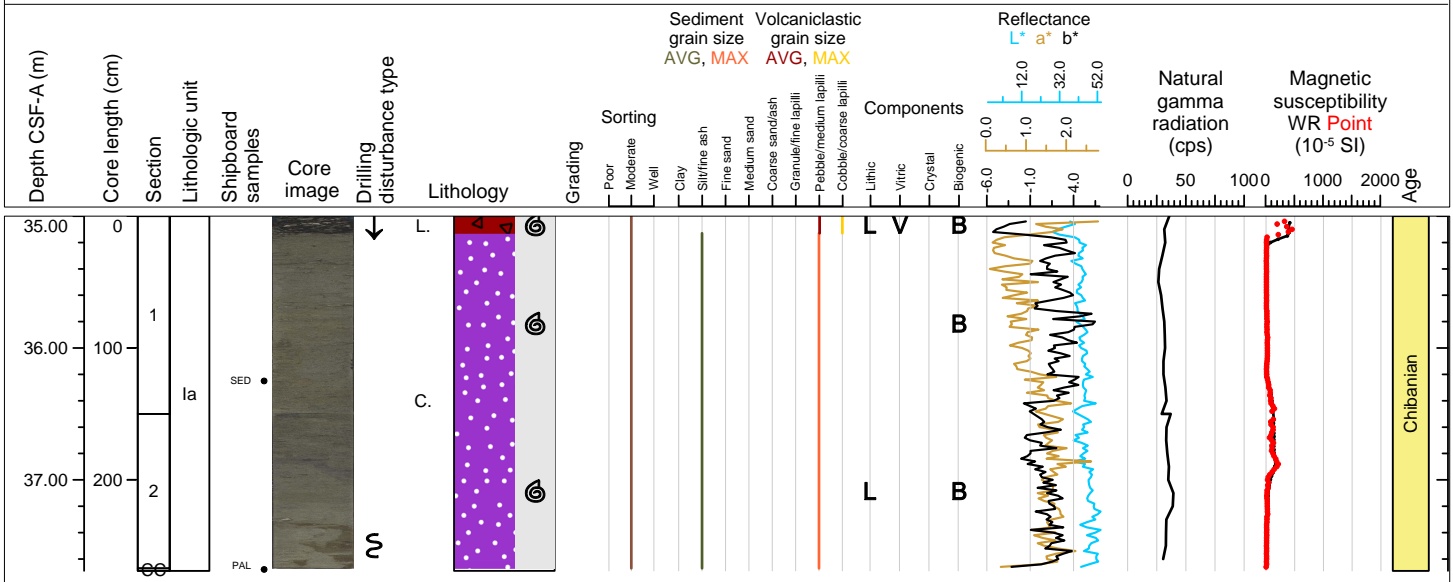 Sediment
grain size
AVG, MAX
Volcaniclastic
grain size
AVG, MAX
Reflectance
L* a* b*
12.0 32.0 52.0
0.0 1.0 2.0
-6.0 -1.0 4.0
Depth CSF-A (m)
Core length (cm)
Section
Lithologic unit
Shipboard
samples
Core
image
Drilling
disturbance type
Lithology
Grading
Sorting
Poor
Moderate
Well
Clay
Silt/fine ash
Fine sand
Medium sand
Coarse sand/ash
Granule/fine lapilli
Pebble/medium lapilli
Cobble/coarse lapilli
Components
Lithic
Vitric
Crystal
Biogenic
Natural
gamma
radiation
(cps)
0 50 100
Magnetic
susceptibility
WR Point
(10-5 SI)
0 1000 2000
Age
35.00 0 L. L V B
1 B
36.00 100
SED
Ia
C.
37.00 200
2 L B
PAL
CC
Chibanian